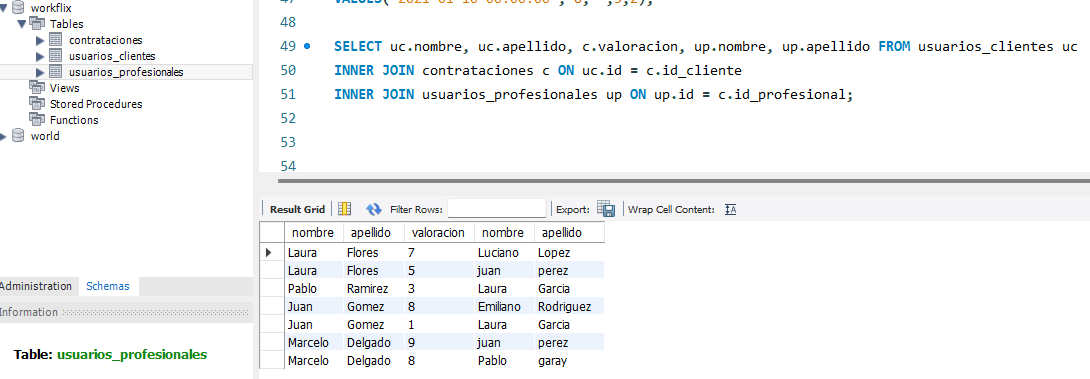 workflix
Tables
contrataciones
usuarios_clientes
usuarios_profesionales
Views
Stored Procedures
Functions
world
Administration Schemas
Information
Table: usuarios_profesionales
48
49 SELECT uc.nombre, uc.apellido, c.valoracion, up.nombre, up.apellido FROM usuarios_clientes uc
50 INNER JOIN contrataciones c ON uc.id = c.id_cliente
51 INNER JOIN usuarios_profesionales up ON up.id = c.id_profesional;
52
53
54
Result Grid Filter Rows: Export: Wrap Cell Content:
nombre apellido valoracion nombre apellido
Laura Flores 7 Luciano Lopez
Laura Flores 5 juan perez
Pablo Ramirez 3 Laura Garcia
Juan Gomez 8 Emiliano Rodriguez
Juan Gomez 1 Laura Garcia
Marcelo Delgado 9 juan perez
Marcelo Delgado 8 Pablo garay